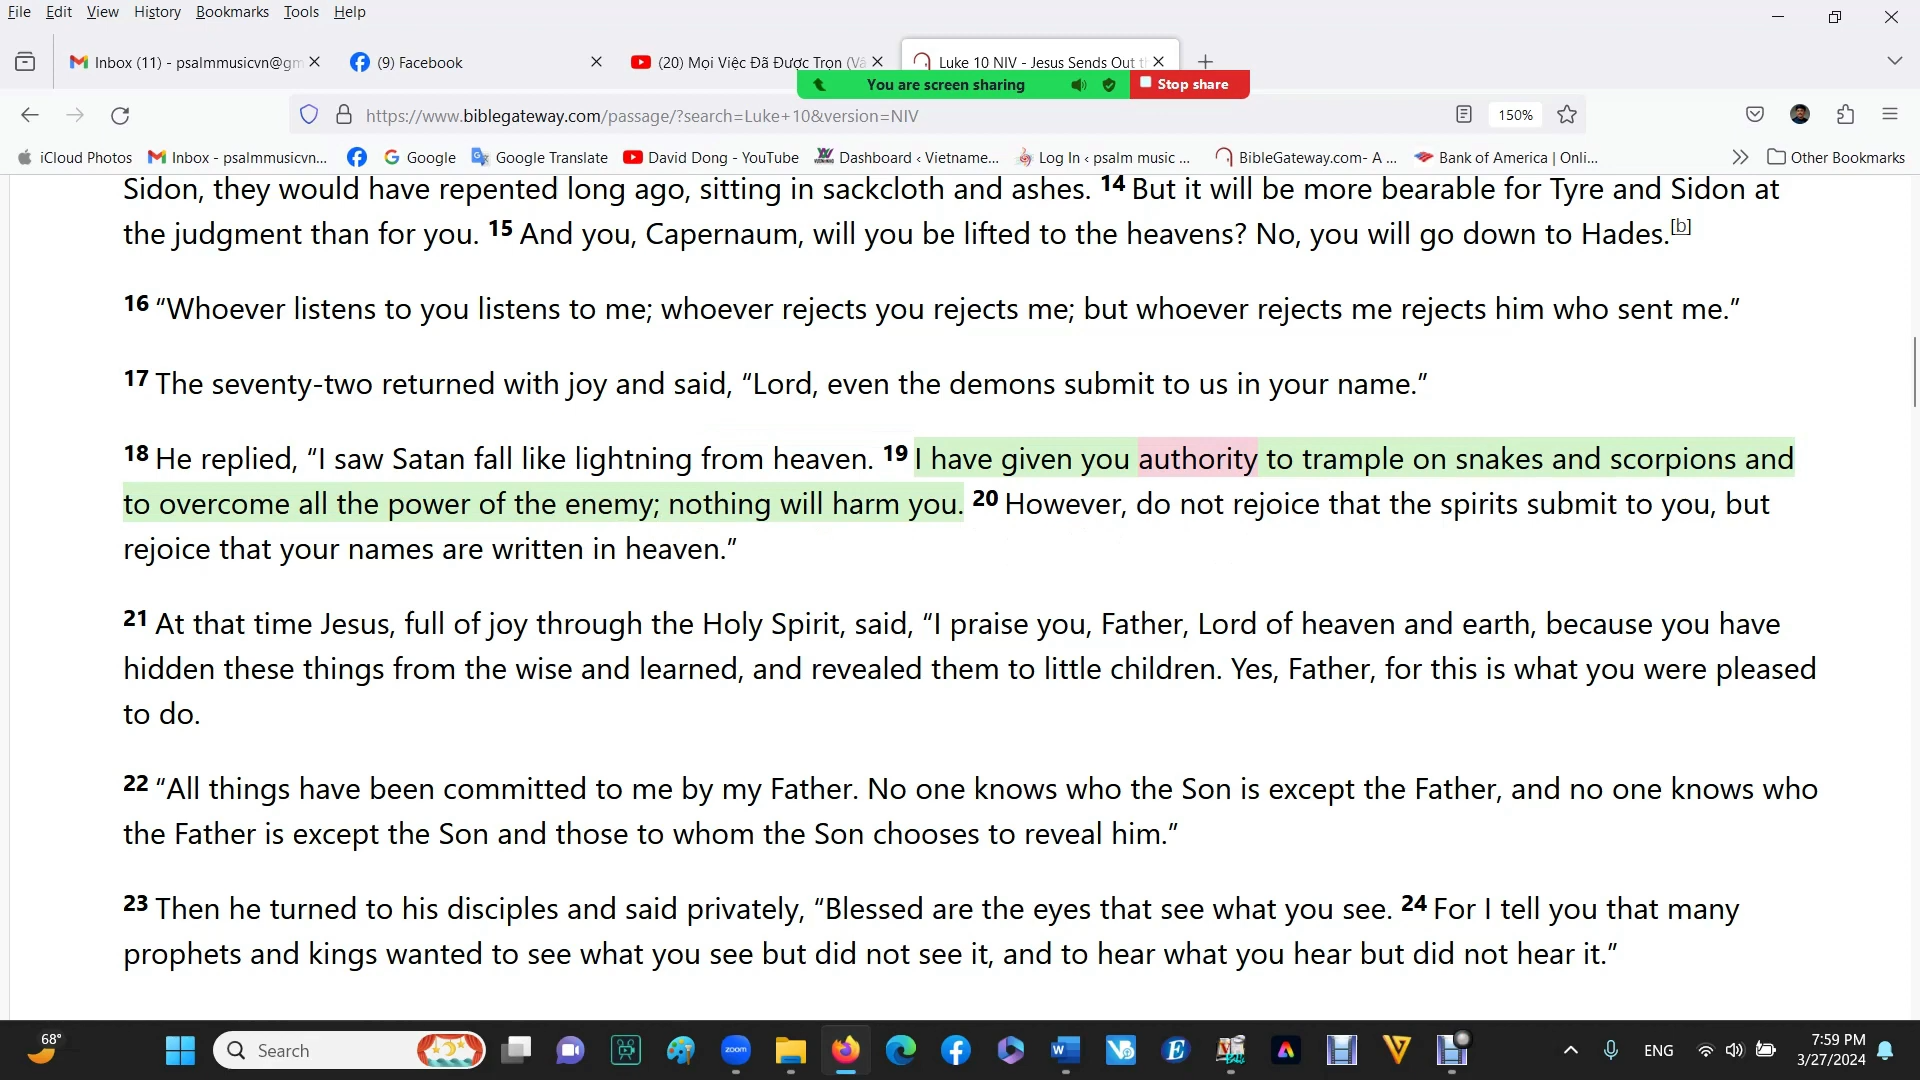 File Edit View History Bookmarks Tools Help
Inbox (11) - psalmmusicvn@gm
(9) Facebook
(20) Mọi Việc Đã Được Trọn (Vă
Luke 10 NIV - Jesus Sends Out t
You are screen sharing
Stop share
https://www.biblegateway.com/passage/?search=Luke+10&version=NIV
150%
iCloud Photos
Inbox - psalmmusicvn...
Google
Google Translate
David Dong - YouTube
Dashboard ‹ Vietname...
Log In ‹ psalm music ...
BibleGateway.com- A ...
Bank of America | Onli...
Other Bookmarks
Sidon, they would have repented long ago, sitting in sackcloth and ashes. 14 But it will be more bearable for Tyre and Sidon at
the judgment than for you. 15 And you, Capernaum, will you be lifted to the heavens? No, you will go down to Hades.[b]
16 “Whoever listens to you listens to me; whoever rejects you rejects me; but whoever rejects me rejects him who sent me.”
17 The seventy-two returned with joy and said, “Lord, even the demons submit to us in your name.”
18 He replied, “I saw Satan fall like lightning from heaven. 19 I have given you authority to trample on snakes and scorpions and
to overcome all the power of the enemy; nothing will harm you. 20 However, do not rejoice that the spirits submit to you, but
rejoice that your names are written in heaven.”
21 At that time Jesus, full of joy through the Holy Spirit, said, “I praise you, Father, Lord of heaven and earth, because you have
hidden these things from the wise and learned, and revealed them to little children. Yes, Father, for this is what you were pleased
to do.
22 “All things have been committed to me by my Father. No one knows who the Son is except the Father, and no one knows who
the Father is except the Son and those to whom the Son chooses to reveal him.”
23 Then he turned to his disciples and said privately, “Blessed are the eyes that see what you see. 24 For I tell you that many
prophets and kings wanted to see what you see but did not see it, and to hear what you hear but did not hear it.”
68°
Search
zoom
ENG
7:59 PM
3/27/2024